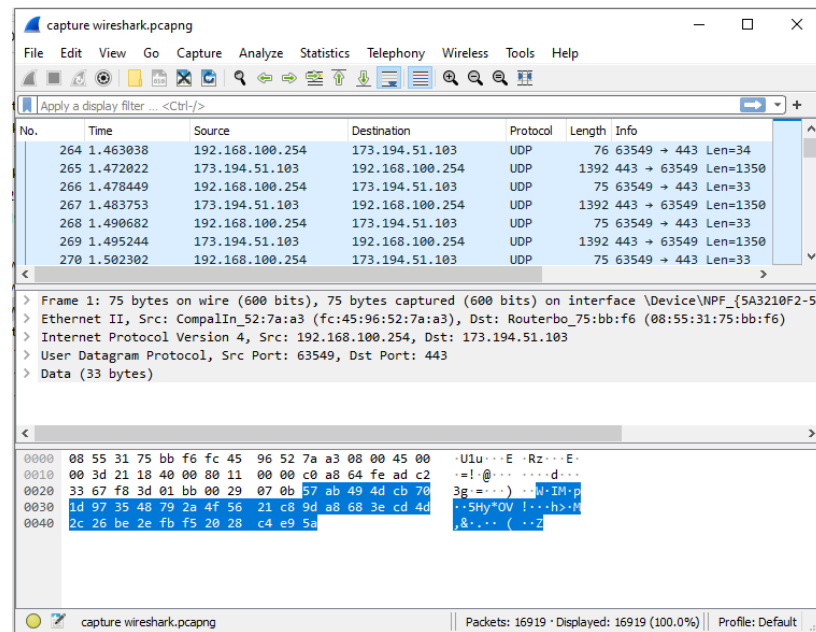 capture wireshark.pcapng
File Edit View Go Capture Analyze Statistics Telephony Wireless Tools Help
Apply a display filter ... <Ctrl-/>
No. Time Source Destination Protocol Length Info
264 1.463038 192.168.100.254 173.194.51.103 UDP 76 63549 → 443 Len=34
265 1.472022 173.194.51.103 192.168.100.254 UDP 1392 443 → 63549 Len=1350
266 1.478449 192.168.100.254 173.194.51.103 UDP 75 63549 → 443 Len=33
267 1.483753 173.194.51.103 192.168.100.254 UDP 1392 443 → 63549 Len=1350
268 1.490682 192.168.100.254 173.194.51.103 UDP 75 63549 → 443 Len=33
269 1.495244 173.194.51.103 192.168.100.254 UDP 1392 443 → 63549 Len=1350
270 1.502302 192.168.100.254 173.194.51.103 UDP 75 63549 → 443 Len=33
> Frame 1: 75 bytes on wire (600 bits), 75 bytes captured (600 bits) on interface \Device\NPF_{5A3210F2-5
> Ethernet II, Src: CompalIn_52:7a:a3 (fc:45:96:52:7a:a3), Dst: Routerbo_75:bb:f6 (08:55:31:75:bb:f6)
> Internet Protocol Version 4, Src: 192.168.100.254, Dst: 173.194.51.103
> User Datagram Protocol, Src Port: 63549, Dst Port: 443
> Data (33 bytes)
0000 08 55 31 75 bb f6 fc 45 96 52 7a a3 08 00 45 00 ·U1u···E ·Rz···E·
0010 00 3d 21 18 40 00 80 11 00 00 c0 a8 64 fe ad c2 ·=!·@··· ····d···
0020 33 67 f8 3d 01 bb 00 29 07 0b 57 ab 49 4d cb 70 3g·=···) ··W·IM·p
0030 1d 97 35 48 79 2a 4f 56 21 c8 9d a8 68 3e cd 4d ··5Hy*OV !···h>·M
0040 2c 26 be 2e fb f5 20 28 c4 e9 5a ,&·.·· ( ··Z
capture wireshark.pcapng Packets: 16919 · Displayed: 16919 (100.0%) Profile: Default